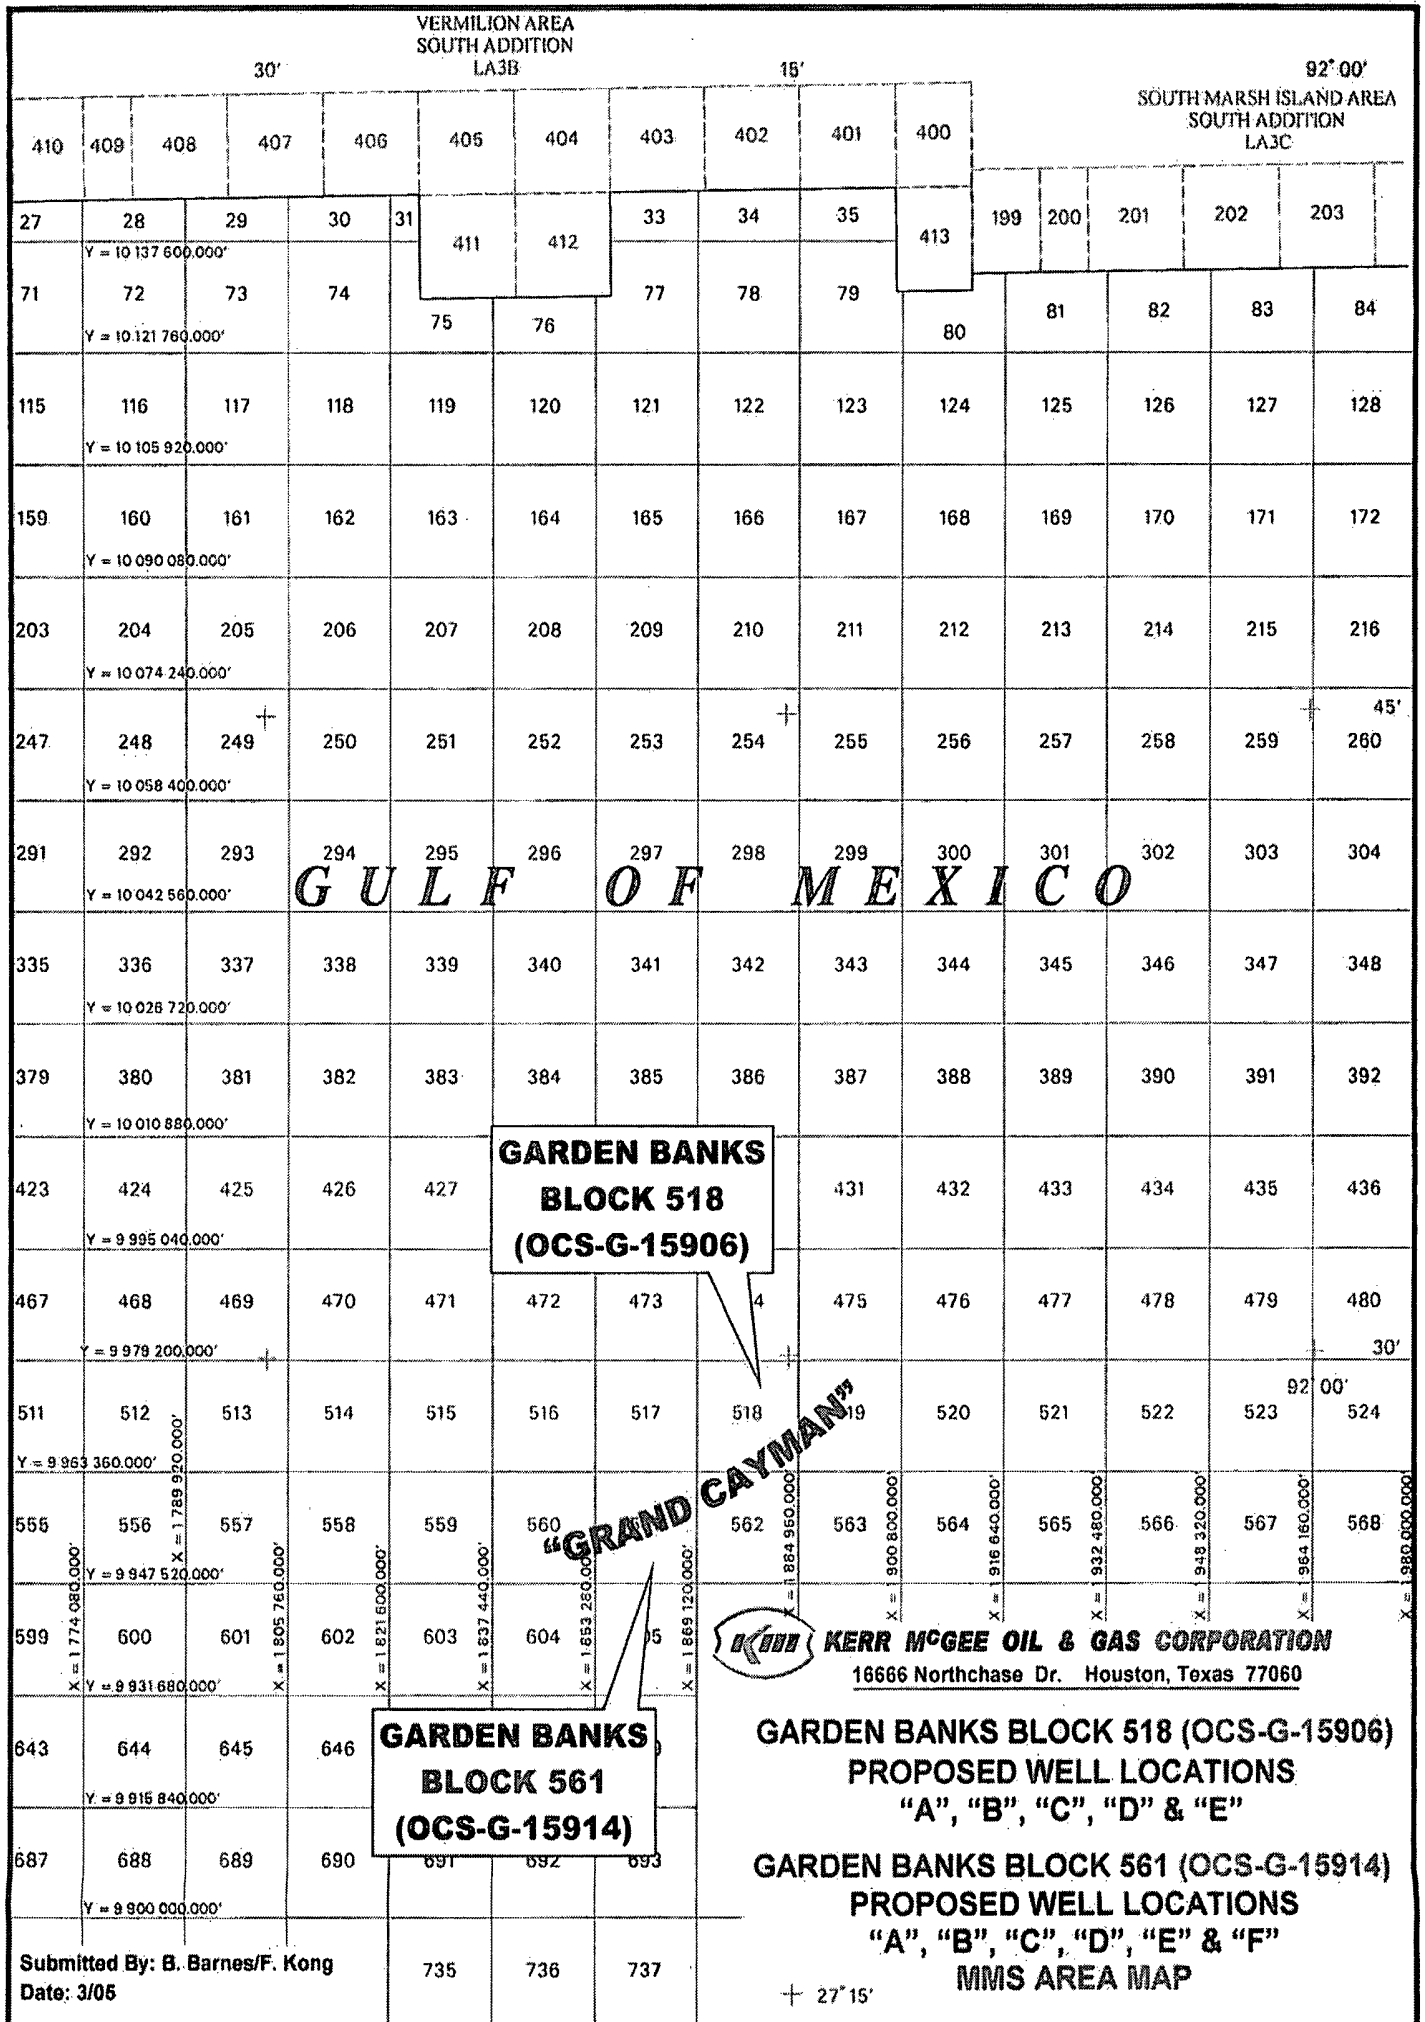 VERMILION AREA
SOUTH ADDITION
LA3B
30' 15' 92°00'
SOUTH MARSH ISLAND AREA
SOUTH ADDITION
LA3C
410 409 408 407 406 405 404 403 402 401 400
27 28 29 30 31 411 412 33 34 35 413 199 200 201 202 203
Y = 10 137 600.000'
71 72 73 74 75 76 77 78 79 80 81 82 83 84
Y = 10 121 760.000'
115 116 117 118 119 120 121 122 123 124 125 126 127 128
Y = 10 105 920.000'
159 160 161 162 163 164 165 166 167 168 169 170 171 172
Y = 10 090 080.000'
203 204 205 206 207 208 209 210 211 212 213 214 215 216
Y = 10 074 240.000'
45'
247 248 249 250 251 252 253 254 255 256 257 258 259 260
Y = 10 058 400.000'
291 292 293 294 295 296 297 298 299 300 301 302 303 304
GULF OF MEXICO
Y = 10 042 560.000'
335 336 337 338 339 340 341 342 343 344 345 346 347 348
Y = 10 026 720.000'
379 380 381 382 383 384 385 386 387 388 389 390 391 392
Y = 10 010 880.000'
GARDEN BANKS
BLOCK 518
(OCS-G-15906)
423 424 425 426 427 431 432 433 434 435 436
Y = 9 995 040.000'
467 468 469 470 471 472 473 4 475 476 477 478 479 480
Y = 9 979 200.000'
30'
92°00'
511 512 513 514 515 516 517 518 19 520 521 522 523 524
Y = 9 963 360.000'
"GRAND CAYMAN"
555 556 557 558 559 560 562 563 564 565 566 567 568
Y = 9 947 520.000'
X = 1 774 080.000'
X = 1 789 920.000'
X = 1 805 760.000'
X = 1 821 600.000'
X = 1 837 440.000'
X = 1 853 280.000'
X = 1 869 120.000'
X = 1 884 960.000'
X = 1 900 800.000'
X = 1 916 640.000'
X = 1 932 480.000'
X = 1 948 320.000'
X = 1 964 160.000'
X = 1 980 000.000'
599 600 601 602 603 604 05
Y = 9 931 680.000'
KERR McGEE OIL & GAS CORPORATION
16666 Northchase Dr. Houston, Texas 77060
643 644 645 646
Y = 9 915 840.000'
GARDEN BANKS
BLOCK 561
(OCS-G-15914)
687 688 689 690 691 692 693
Y = 9 900 000.000'
735 736 737
GARDEN BANKS BLOCK 518 (OCS-G-15906)
PROPOSED WELL LOCATIONS
"A", "B", "C", "D" & "E"
GARDEN BANKS BLOCK 561 (OCS-G-15914)
PROPOSED WELL LOCATIONS
"A", "B", "C", "D", "E" & "F"
MMS AREA MAP
27°15'
Submitted By: B. Barnes/F. Kong
Date: 3/05